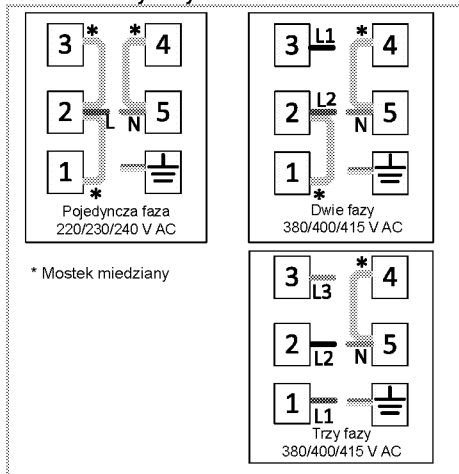 3 * * 4
2 L N 5
1 *
Pojedyncza faza
220/230/240 V AC
3 L1 * 4
2 L2 N 5
1 *
Dwie fazy
380/400/415 V AC
* Mostek miedziany
3 L3 * 4
2 L2 N 5
1 L1
Trzy fazy
380/400/415 V AC